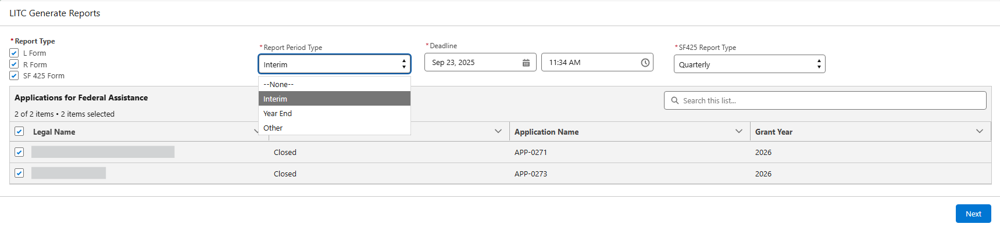 LITC Generate Reports
*Report Type
L Form
R Form
SF 425 Form
*Report Period Type
Interim
--None--
Interim
Year End
Other
*Deadline
Sep 23, 2025
11:34 AM
*SF425 Report Type
Quarterly
Applications for Federal Assistance
2 of 2 items • 2 items selected
Search this list...
Legal Name
Application Name
Grant Year
Closed
APP-0271
2026
Closed
APP-0273
2026
Next